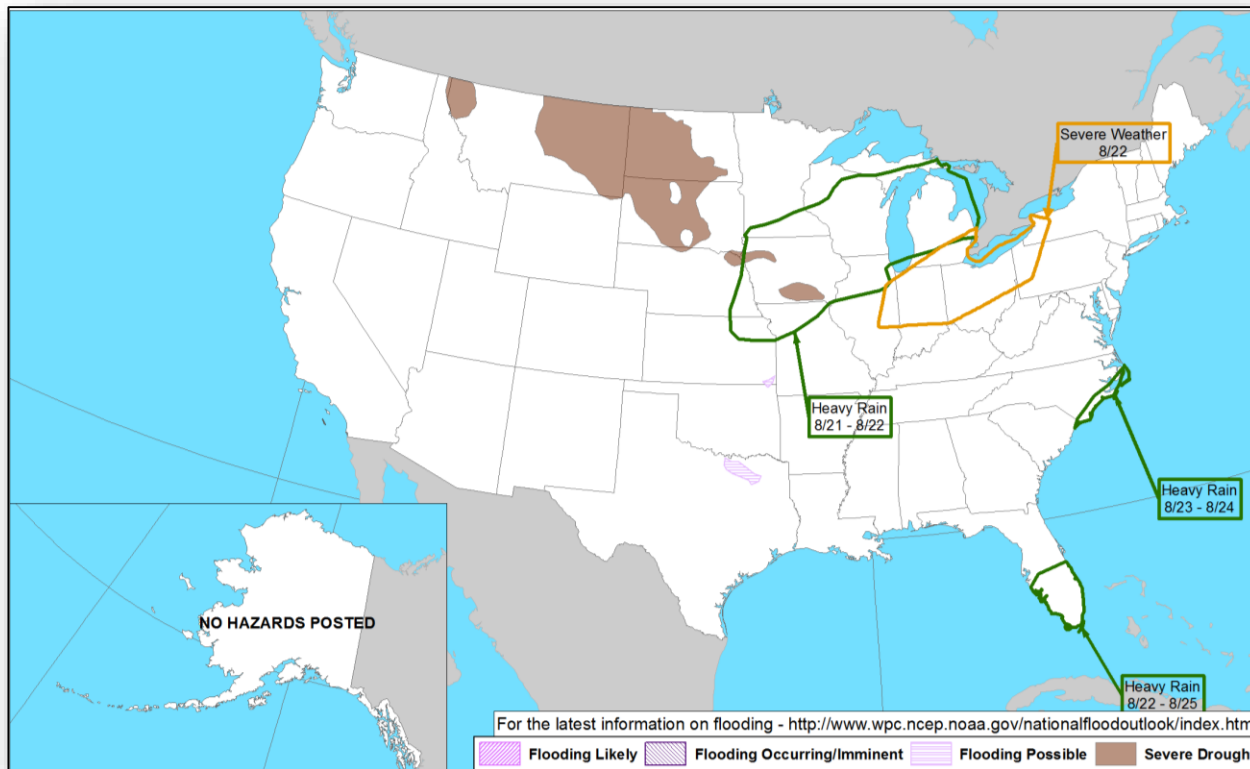 Severe Weather
8/22
Heavy Rain
8/21 - 8/22
Heavy Rain
8/23 - 8/24
NO HAZARDS POSTED
Heavy Rain
8/22 - 8/25
For the latest information on flooding - http://www.wpc.ncep.noaa.gov/nationalfloodoutlook/index.htm
Flooding Likely
Flooding Occurring/Imminent
Flooding Possible
Severe Drough